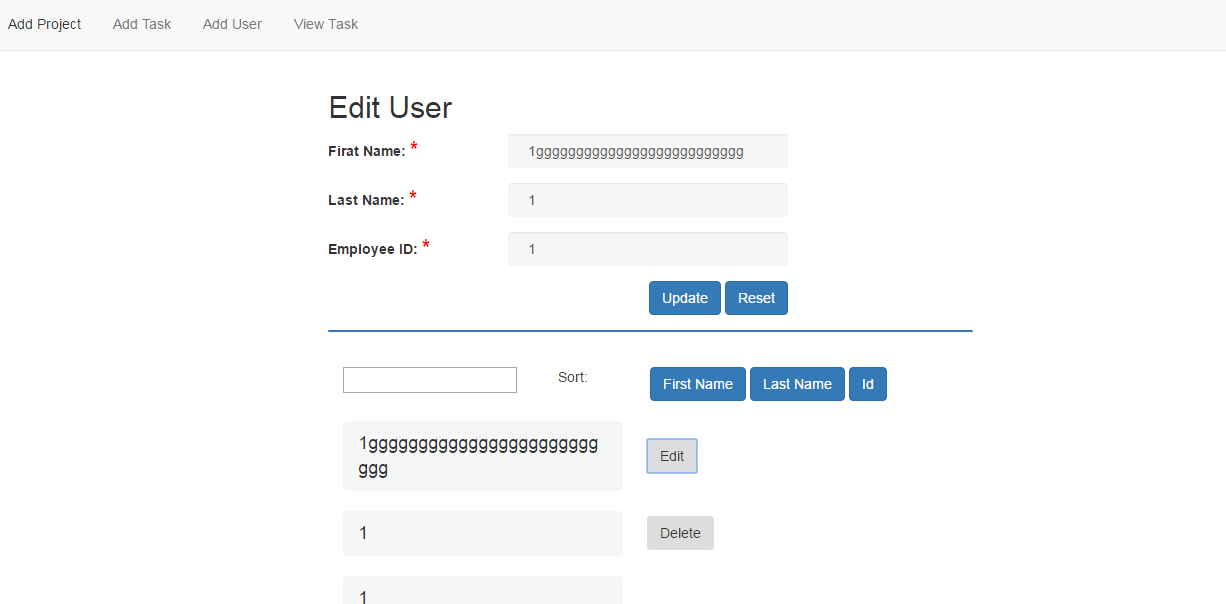 Add Project Add Task Add User View Task
Edit User
Firat Name: * 1gggggggggggggggggggggggggg
Last Name: * 1
Employee ID: * 1
Update Reset
Sort: First Name Last Name Id
1ggggggggggggggggggggggg
ggg
Edit
1
Delete
1